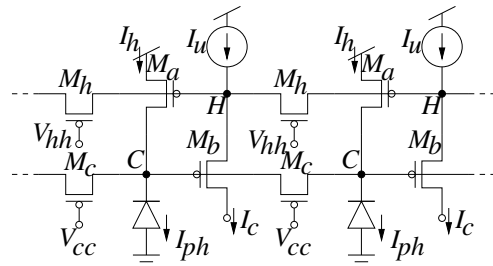 I_h I_u I_h I_u
M_a M_a
M_h H M_h H
V_hh M_b V_hh M_b
M_c C M_c C
V_cc I_ph I_c V_cc I_ph I_c